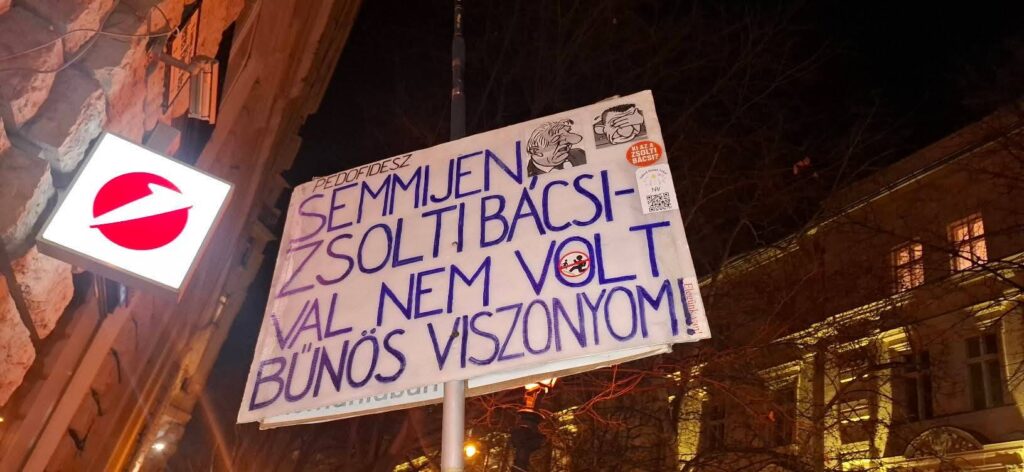 PEDOFIDESZ
SEMMIJEN,
ZSOLTI BÁCSI-
VAL NEM VOLT
BŰNÖS VISZONYOM!
KI AZ A
ZSOLTI
BÁCSI?